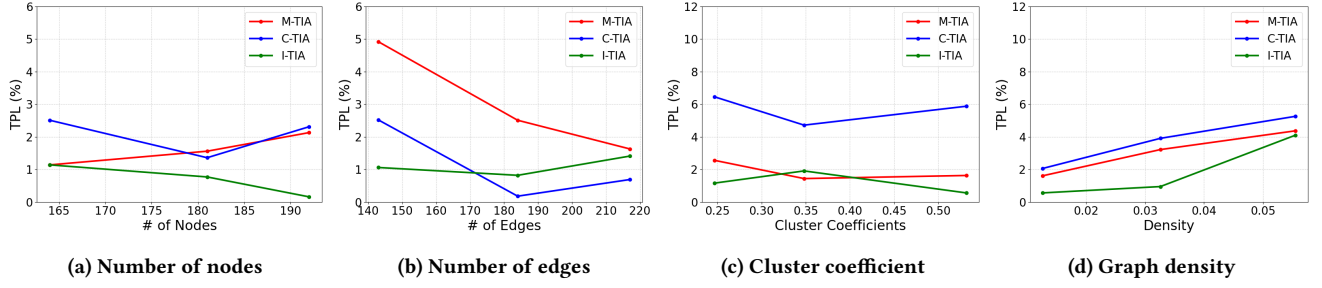 6
5
4
3
2
1
0
TPL (%)
165 170 175 180 185 190
# of Nodes
M-TIA
C-TIA
I-TIA
(a) Number of nodes
6
5
4
3
2
1
0
TPL (%)
140 150 160 170 180 190 200 210 220
# of Edges
M-TIA
C-TIA
I-TIA
(b) Number of edges
12
10
8
6
4
2
0
TPL (%)
0.25 0.30 0.35 0.40 0.45 0.50
Cluster Coefficients
M-TIA
C-TIA
I-TIA
(c) Cluster coefficient
12
10
8
6
4
2
0
TPL (%)
0.02 0.03 0.04 0.05
Density
M-TIA
C-TIA
I-TIA
(d) Graph density